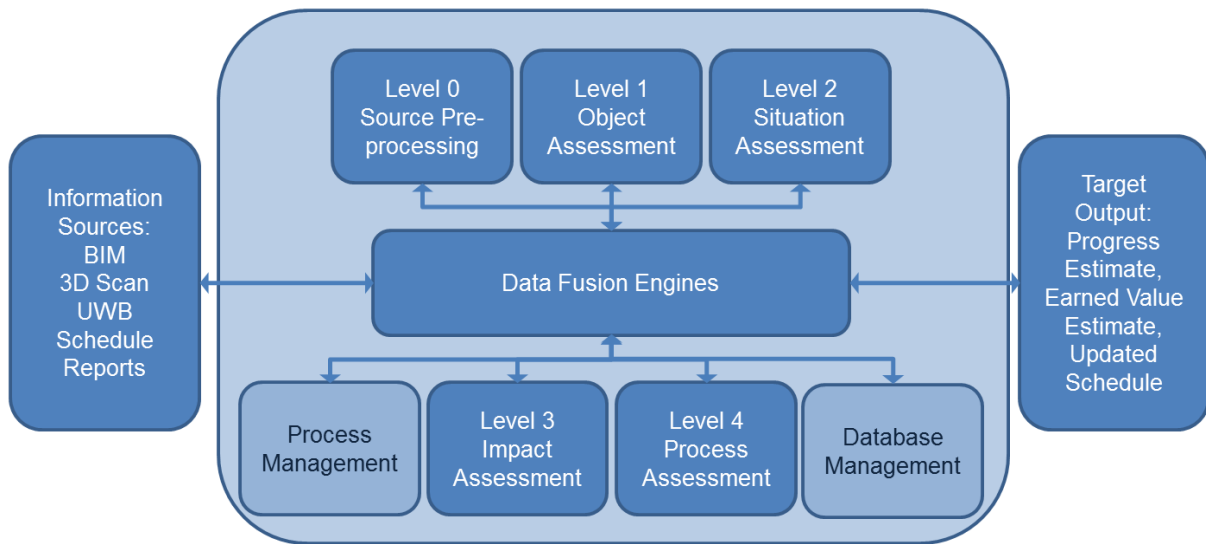 Information
Sources:
BIM
3D Scan
UWB
Schedule
Reports
Level 0
Source Pre-
processing
Level 1
Object
Assessment
Level 2
Situation
Assessment
Data Fusion Engines
Process
Management
Level 3
Impact
Assessment
Level 4
Process
Assessment
Database
Management
Target
Output:
Progress
Estimate,
Earned Value
Estimate,
Updated
Schedule